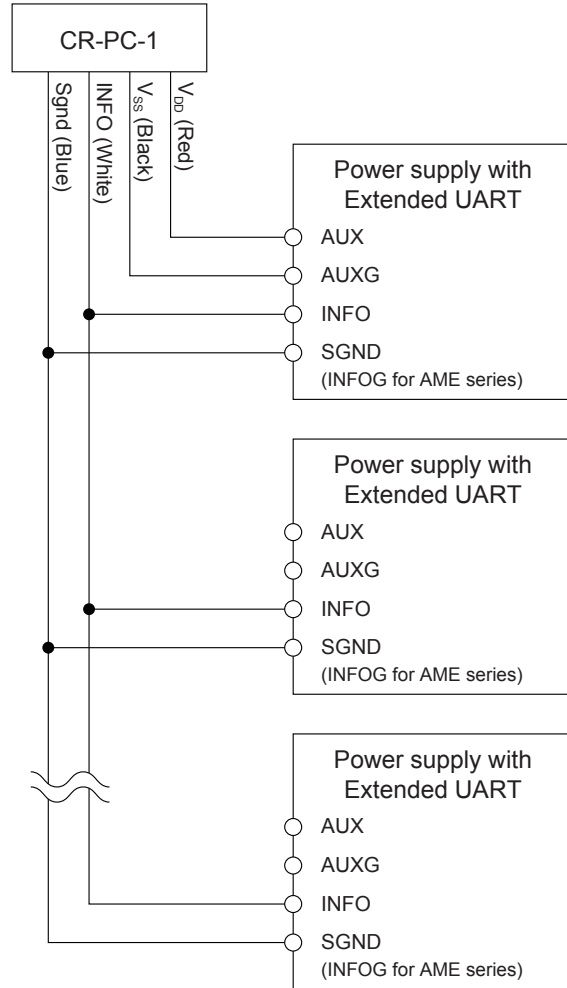 CR-PC-1
Sgnd (Blue)
INFO (White)
VSS (Black)
VDD (Red)
Power supply with
Extended UART
AUX
AUXG
INFO
SGND
(INFOG for AME series)
Power supply with
Extended UART
AUX
AUXG
INFO
SGND
(INFOG for AME series)
Power supply with
Extended UART
AUX
AUXG
INFO
SGND
(INFOG for AME series)